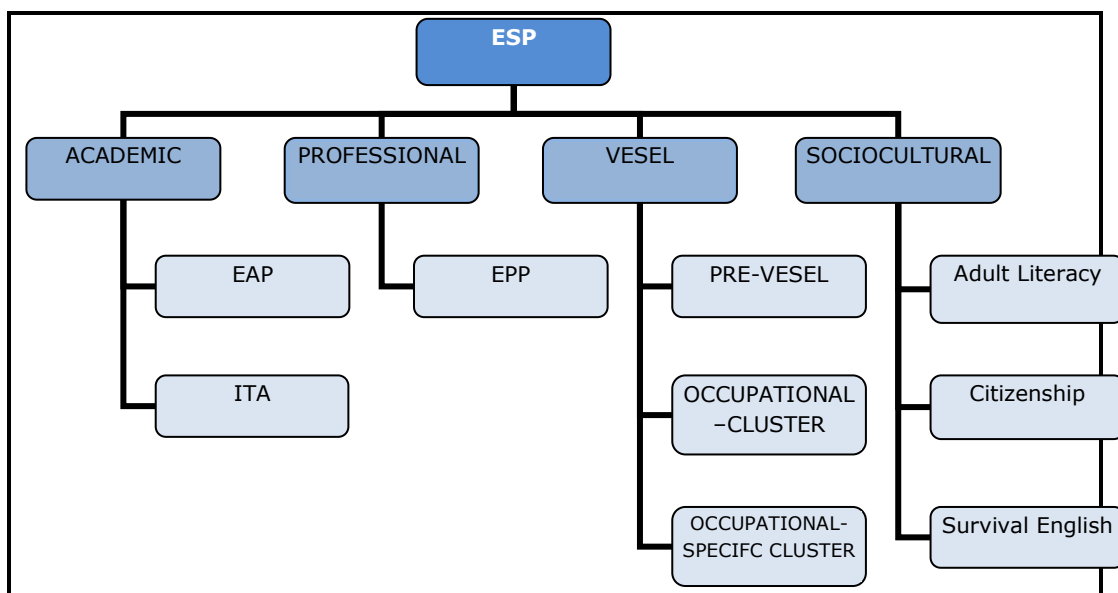 ESP
ACADEMIC
PROFESSIONAL
VESEL
SOCIOCULTURAL
EAP
EPP
PRE-VESEL
Adult Literacy
ITA
OCCUPATIONAL
–CLUSTER
Citizenship
OCCUPATIONAL-
SPECIFC CLUSTER
Survival English